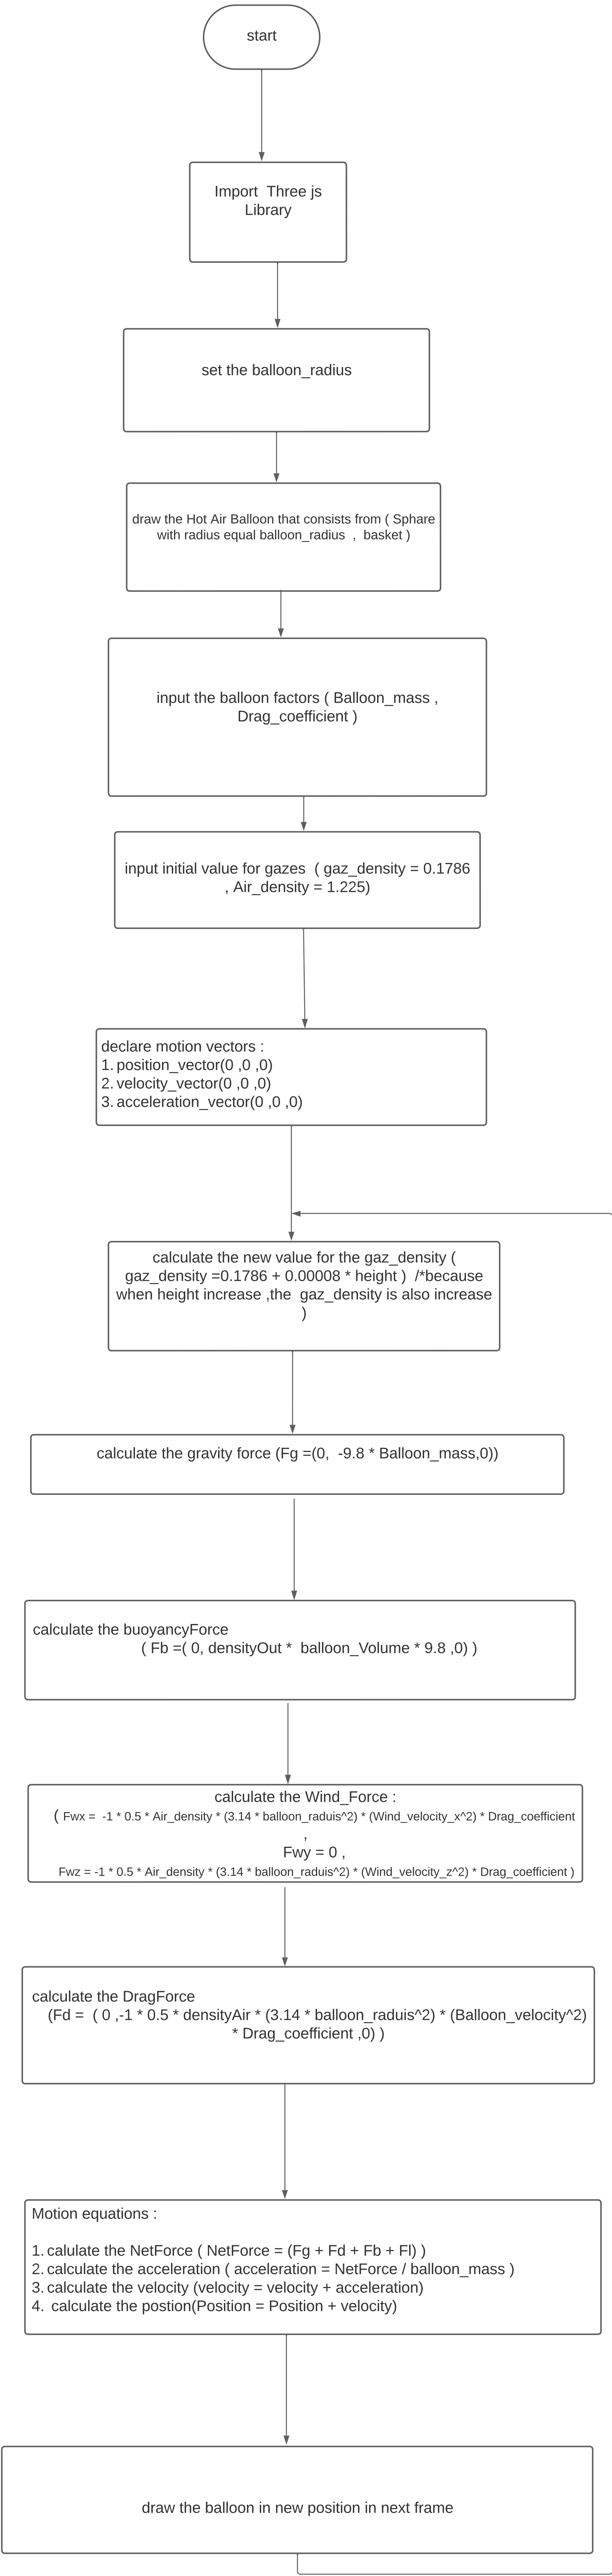 start
Import  Three js
Library
set the balloon_radius
draw the Hot Air Balloon that consists from ( Sphare
with radius equal balloon_radius  ,  basket )
input the balloon factors ( Balloon_mass ,
Drag_coefficient )
input initial value for gazes  ( gaz_density = 0.1786
, Air_density = 1.225)
declare motion vectors :
1. position_vector(0 ,0 ,0)
2. velocity_vector(0 ,0 ,0)
3. acceleration_vector(0 ,0 ,0)
calculate the new value for the gaz_density (
gaz_density =0.1786 + 0.00008 * height )  /*because
when height increase ,the  gaz_density is also increase
)
calculate the gravity force (Fg =(0,  -9.8 * Balloon_mass,0))
calculate the buoyancyForce
( Fb =( 0, densityOut *  balloon_Volume * 9.8 ,0) )
calculate the Wind_Force :
( Fwx =  -1 * 0.5 * Air_density * (3.14 * balloon_raduis^2) * (Wind_velocity_x^2) * Drag_coefficient
,
Fwy = 0 ,
Fwz = -1 * 0.5 * Air_density * (3.14 * balloon_raduis^2) * (Wind_velocity_z^2) * Drag_coefficient )
calculate the DragForce
(Fd =  ( 0 ,-1 * 0.5 * densityAir * (3.14 * balloon_raduis^2) * (Balloon_velocity^2)
* Drag_coefficient ,0) )
Motion equations :
1. calulate the NetForce ( NetForce = (Fg + Fd + Fb + Fl) )
2. calculate the acceleration ( acceleration = NetForce / balloon_mass )
3. calculate the velocity (velocity = velocity + acceleration)
4.  calculate the postion(Position = Position + velocity)
draw the balloon in new position in next frame